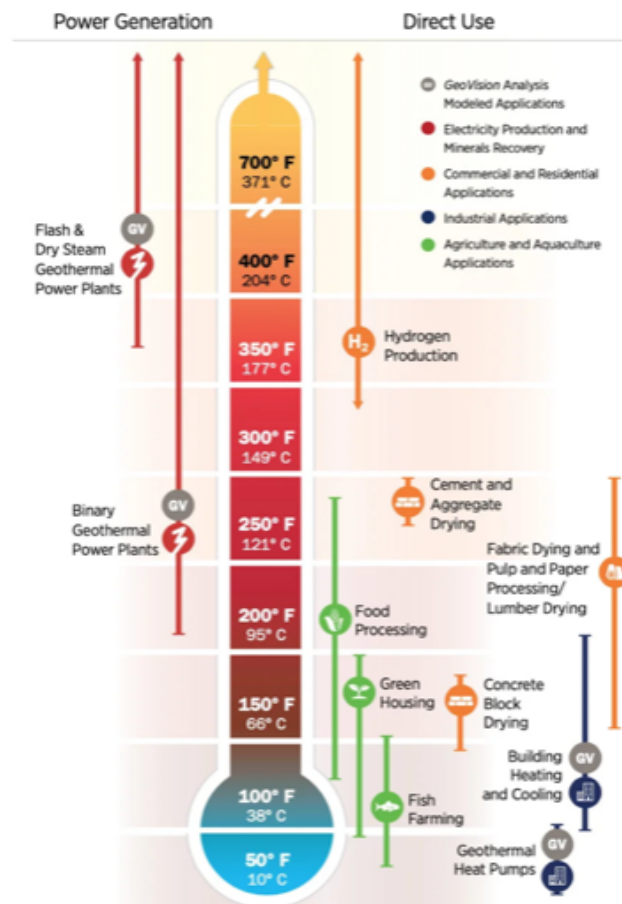 Power Generation
Direct Use
GV GeoVision Analysis
Modeled Applications
Electricity Production and
Minerals Recovery
Commercial and Residential
Applications
Industrial Applications
Agriculture and Aquaculture
Applications
700° F
371° C
Flash &
Dry Steam
Geothermal
Power Plants
GV
400° F
204° C
350° F
177° C
H2
Hydrogen
Production
300° F
149° C
Binary
Geothermal
Power Plants
GV
250° F
121° C
Cement and
Aggregate
Drying
Fabric Dying and
Pulp and Paper
Processing/
Lumber Drying
200° F
95° C
Food
Processing
150° F
66° C
Green
Housing
Concrete
Block
Drying
Building
Heating
and Cooling
GV
100° F
38° C
Fish
Farming
50° F
10° C
Geothermal
Heat Pumps
GV